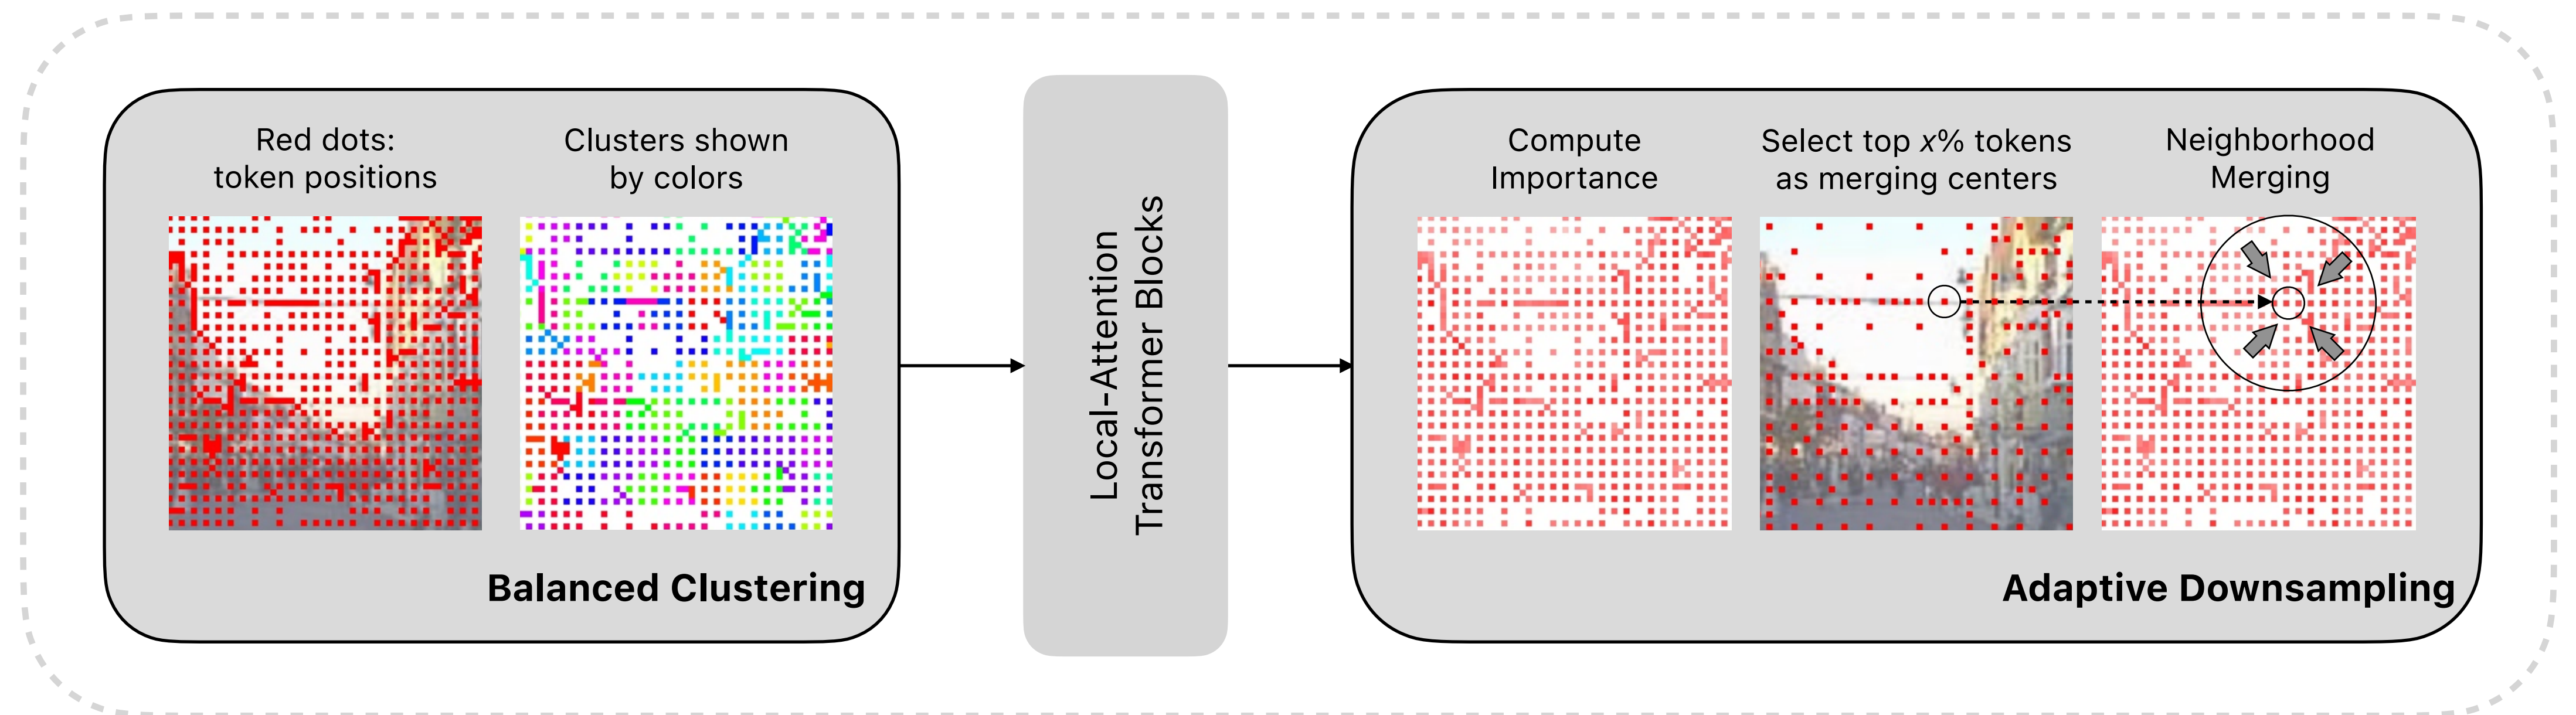 Red dots:
token positions
Clusters shown
by colors
Balanced Clustering
Local-Attention
Transformer Blocks
Compute
Importance
Select top x% tokens
as merging centers
Neighborhood
Merging
Adaptive Downsampling